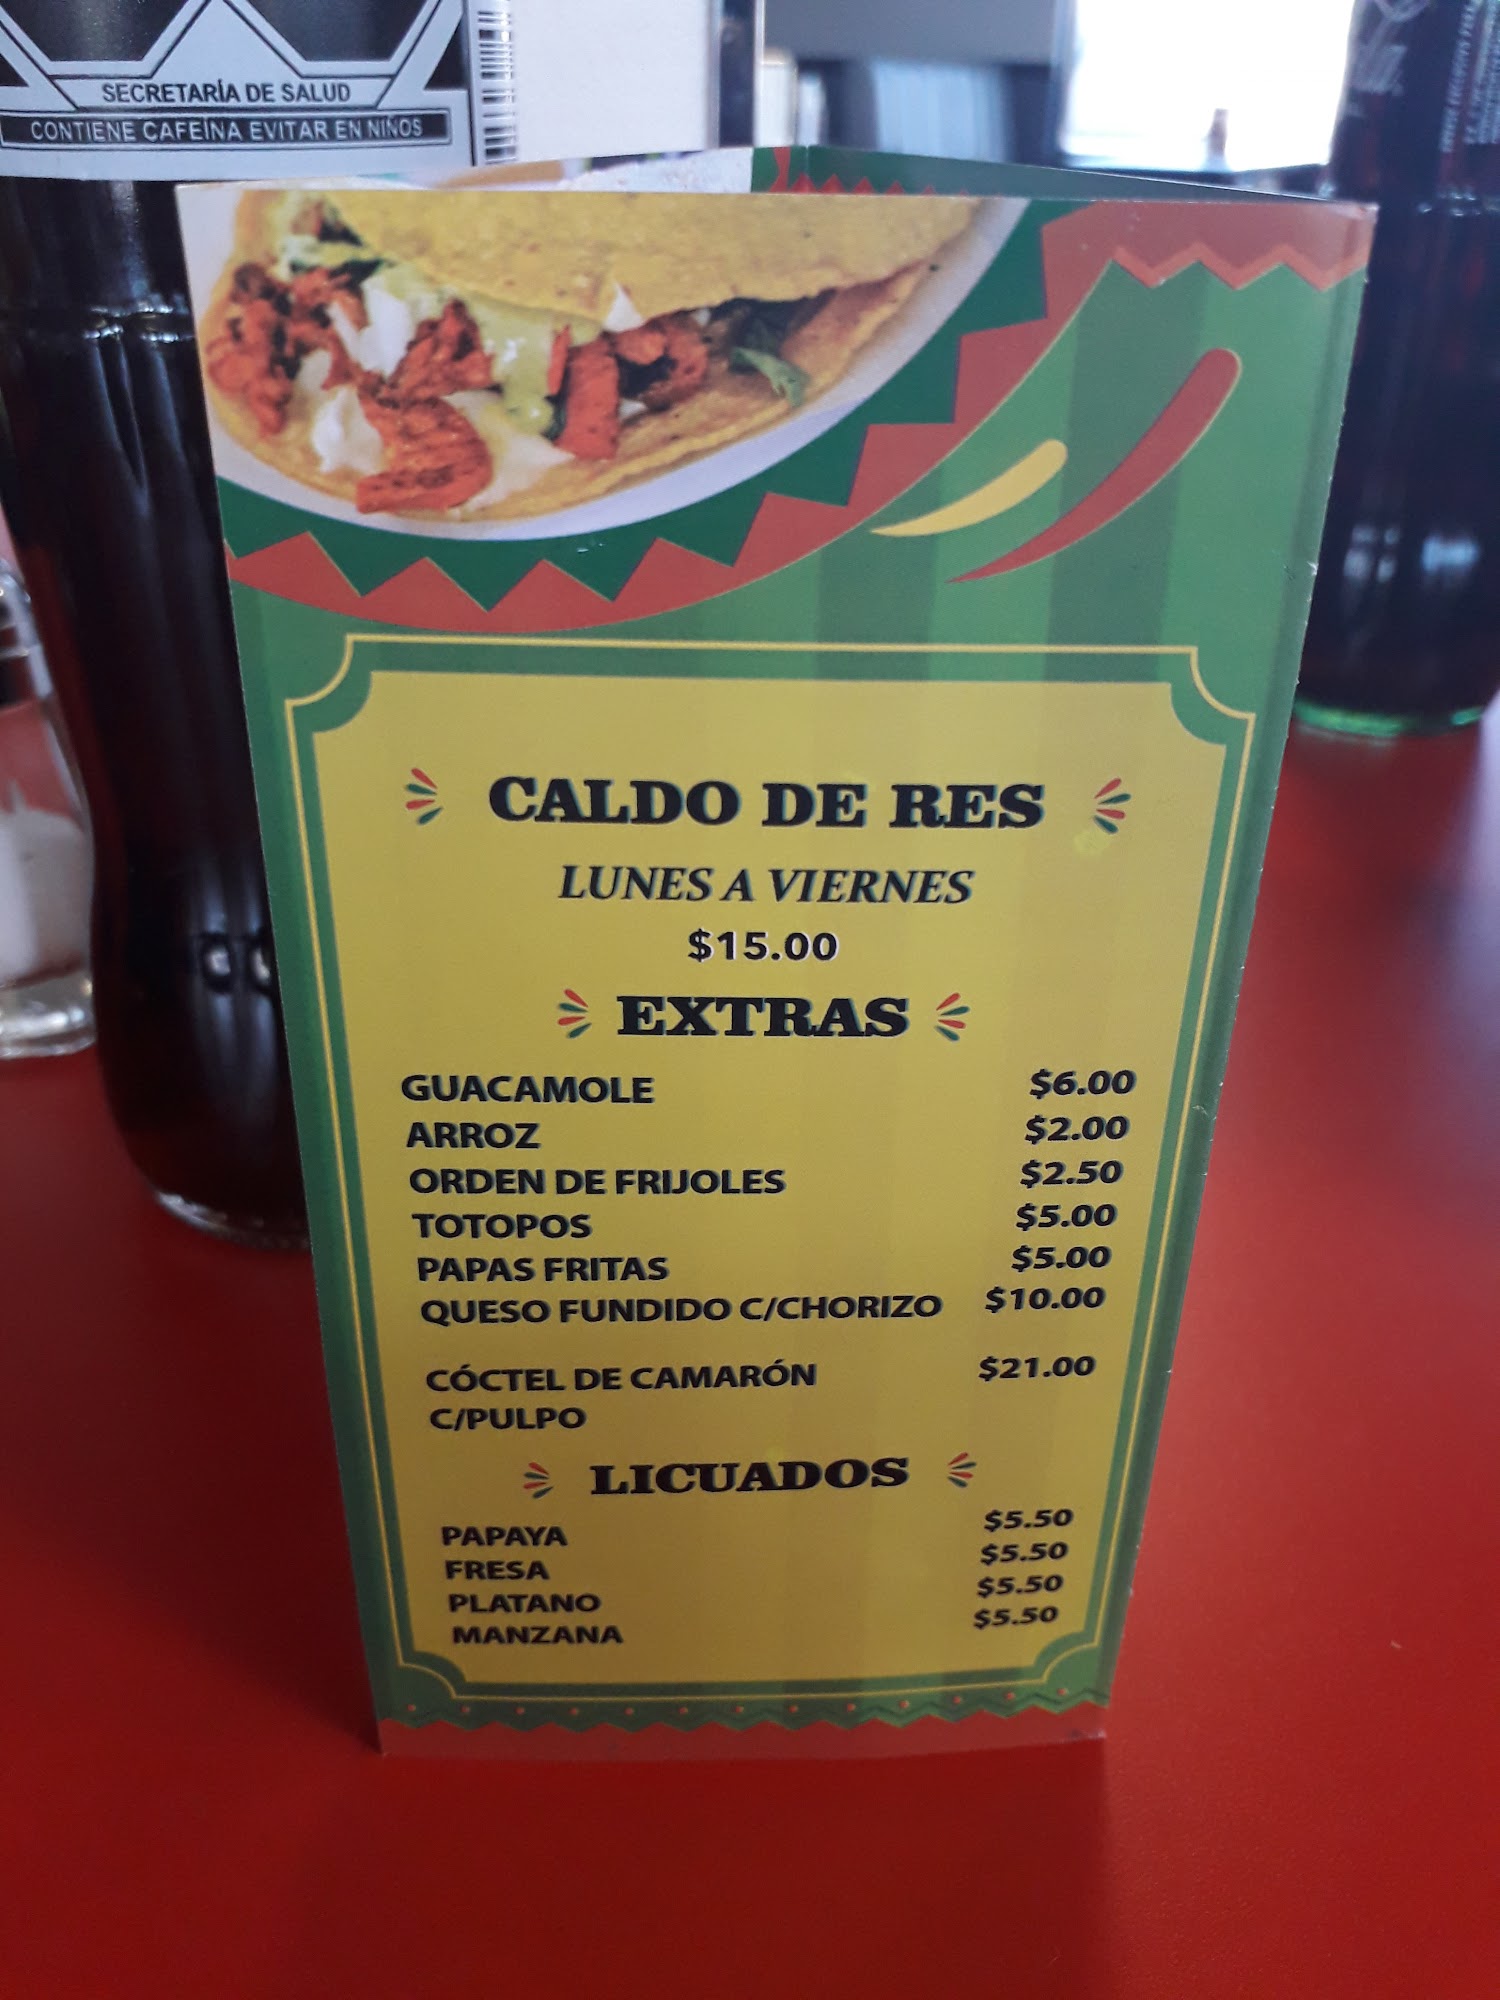 SECRETARÍA DE SALUD
CONTIENE CAFEÍNA EVITAR EN NIÑOS
CALDO DE RES
LUNES A VIERNES
$15.00
EXTRAS
GUACAMOLE $6.00
ARROZ $2.00
ORDEN DE FRIJOLES $2.50
TOTOPOS $5.00
PAPAS FRITAS $5.00
QUESO FUNDIDO C/CHORIZO $10.00
CÓCTEL DE CAMARÓN $21.00
C/PULPO
LICUADOS
PAPAYA $5.50
FRESA $5.50
PLATANO $5.50
MANZANA $5.50